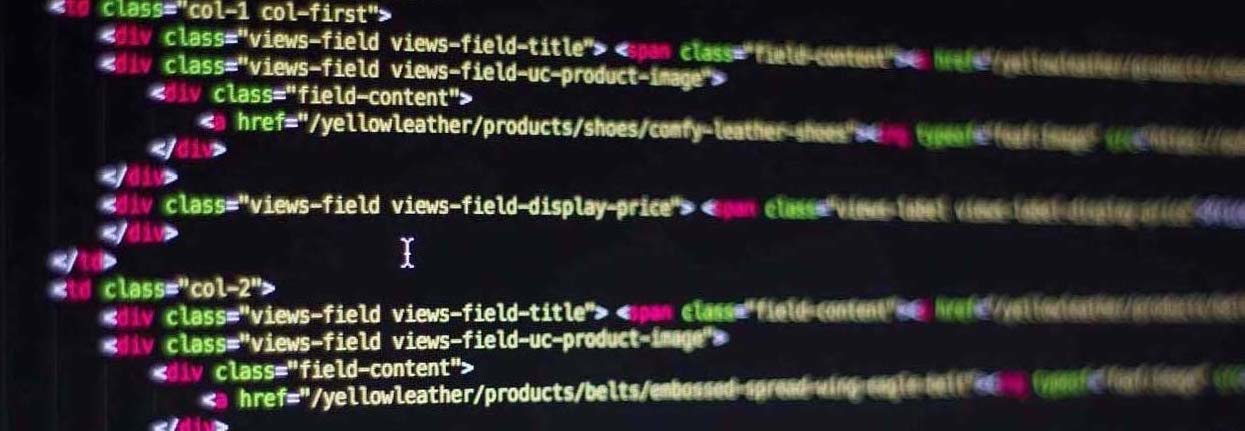 <td class="col-1 col-first">
<div class="views-field views-field-title"> <span class="field-content"><a href="/yellowleather/products/
<div class="views-field views-field-uc-product-image">
<div class="field-content">
<a href="/yellowleather/products/shoes/comfy-leather-shoes"><img typeof="foaf:Image"
</div>
</div>
<div class="views-field views-field-display-price"> <span class="views-label views-label-display-price"
</div>
</td>
<td class="col-2">
<div class="views-field views-field-title"> <span class="field-content"><a href="/yellowleather/products/
<div class="views-field views-field-uc-product-image">
<div class="field-content">
<a href="/yellowleather/products/belts/embossed-spread-wing-eagle-belt"><img typeof="foaf:Image"
</div>